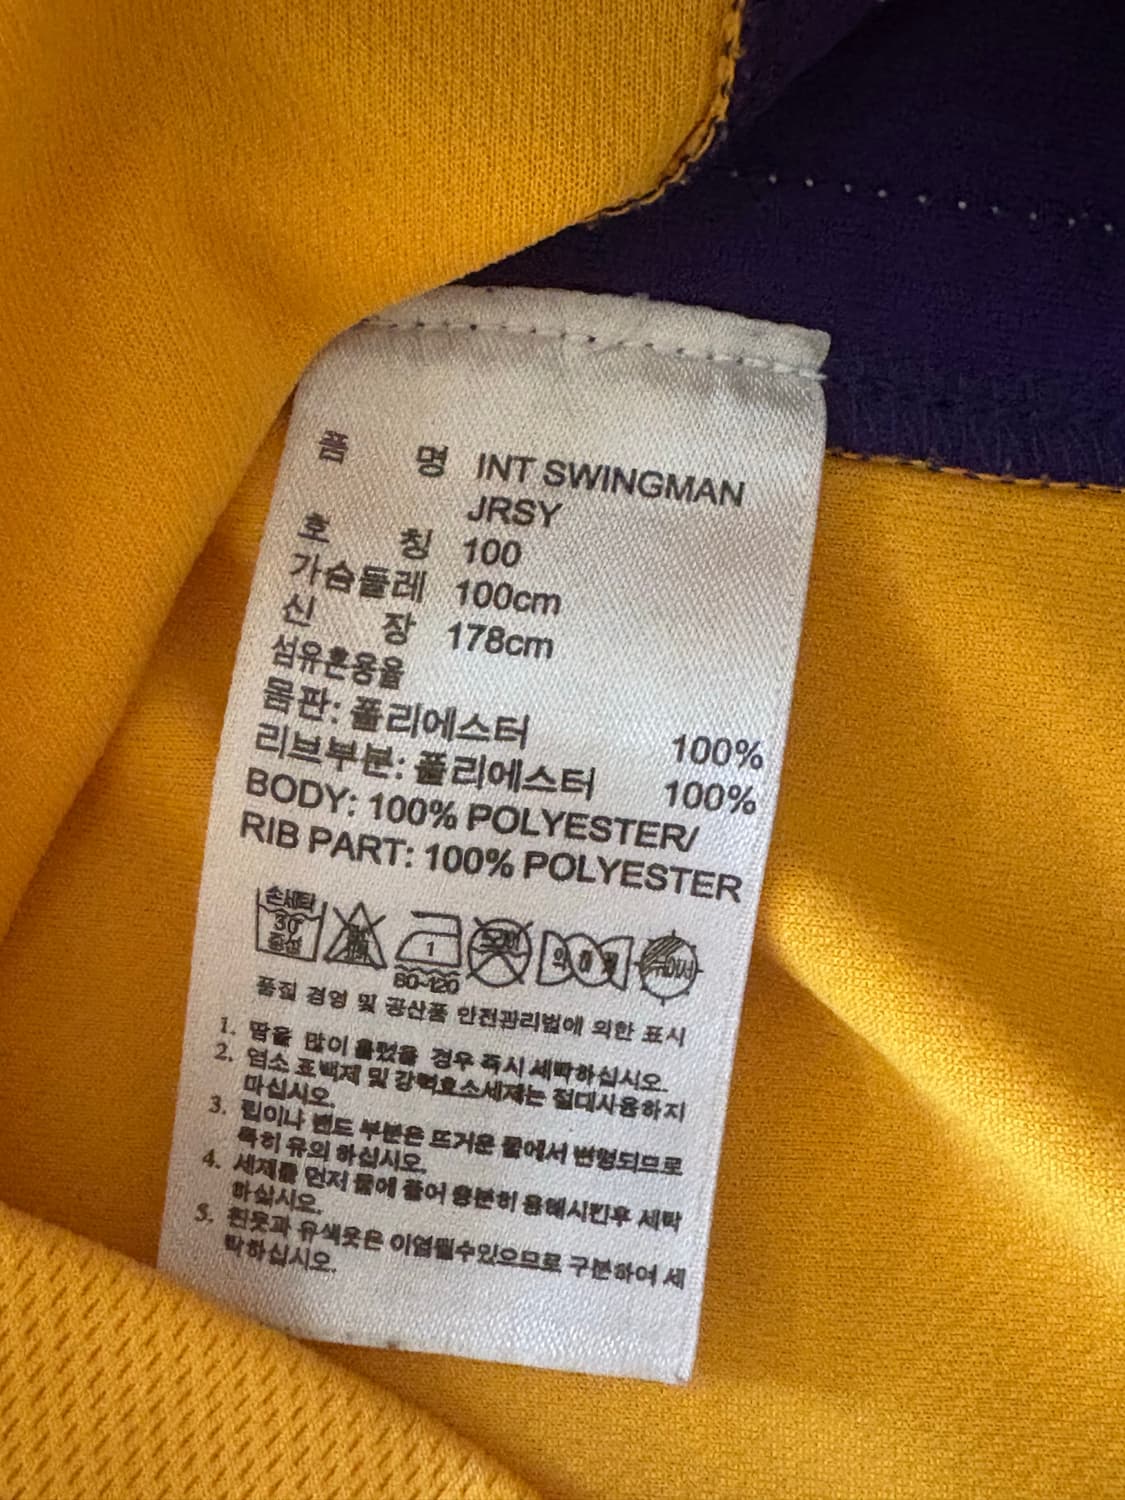 품 명 INT SWINGMAN
JRSY
호 칭 100
가슴둘레 100cm
신 장 178cm
섬유혼용율
몸판: 폴리에스터 100%
리브부분: 폴리에스터 100%
BODY: 100% POLYESTER/
RIB PART: 100% POLYESTER
손세탁
30°
중성
1
80~120
드라이
약하게
뉘어서
품질 경영 및 공산품 안전관리법에 의한 표시
1. 땀을 많이 흘렸을 경우 즉시 세탁하십시오.
2. 염소 표백제 및 강력효소세제는 절대사용하지
마십시오.
3. 립이나 밴드 부분은 뜨거운 물에서 변형되므로
특히 유의 하십시오.
4. 세제를 먼저 물에 풀어 충분히 용해시킨후 세탁
하십시오.
5. 흰옷과 유색옷은 이염될수있으므로 구분하여 세
탁하십시오.